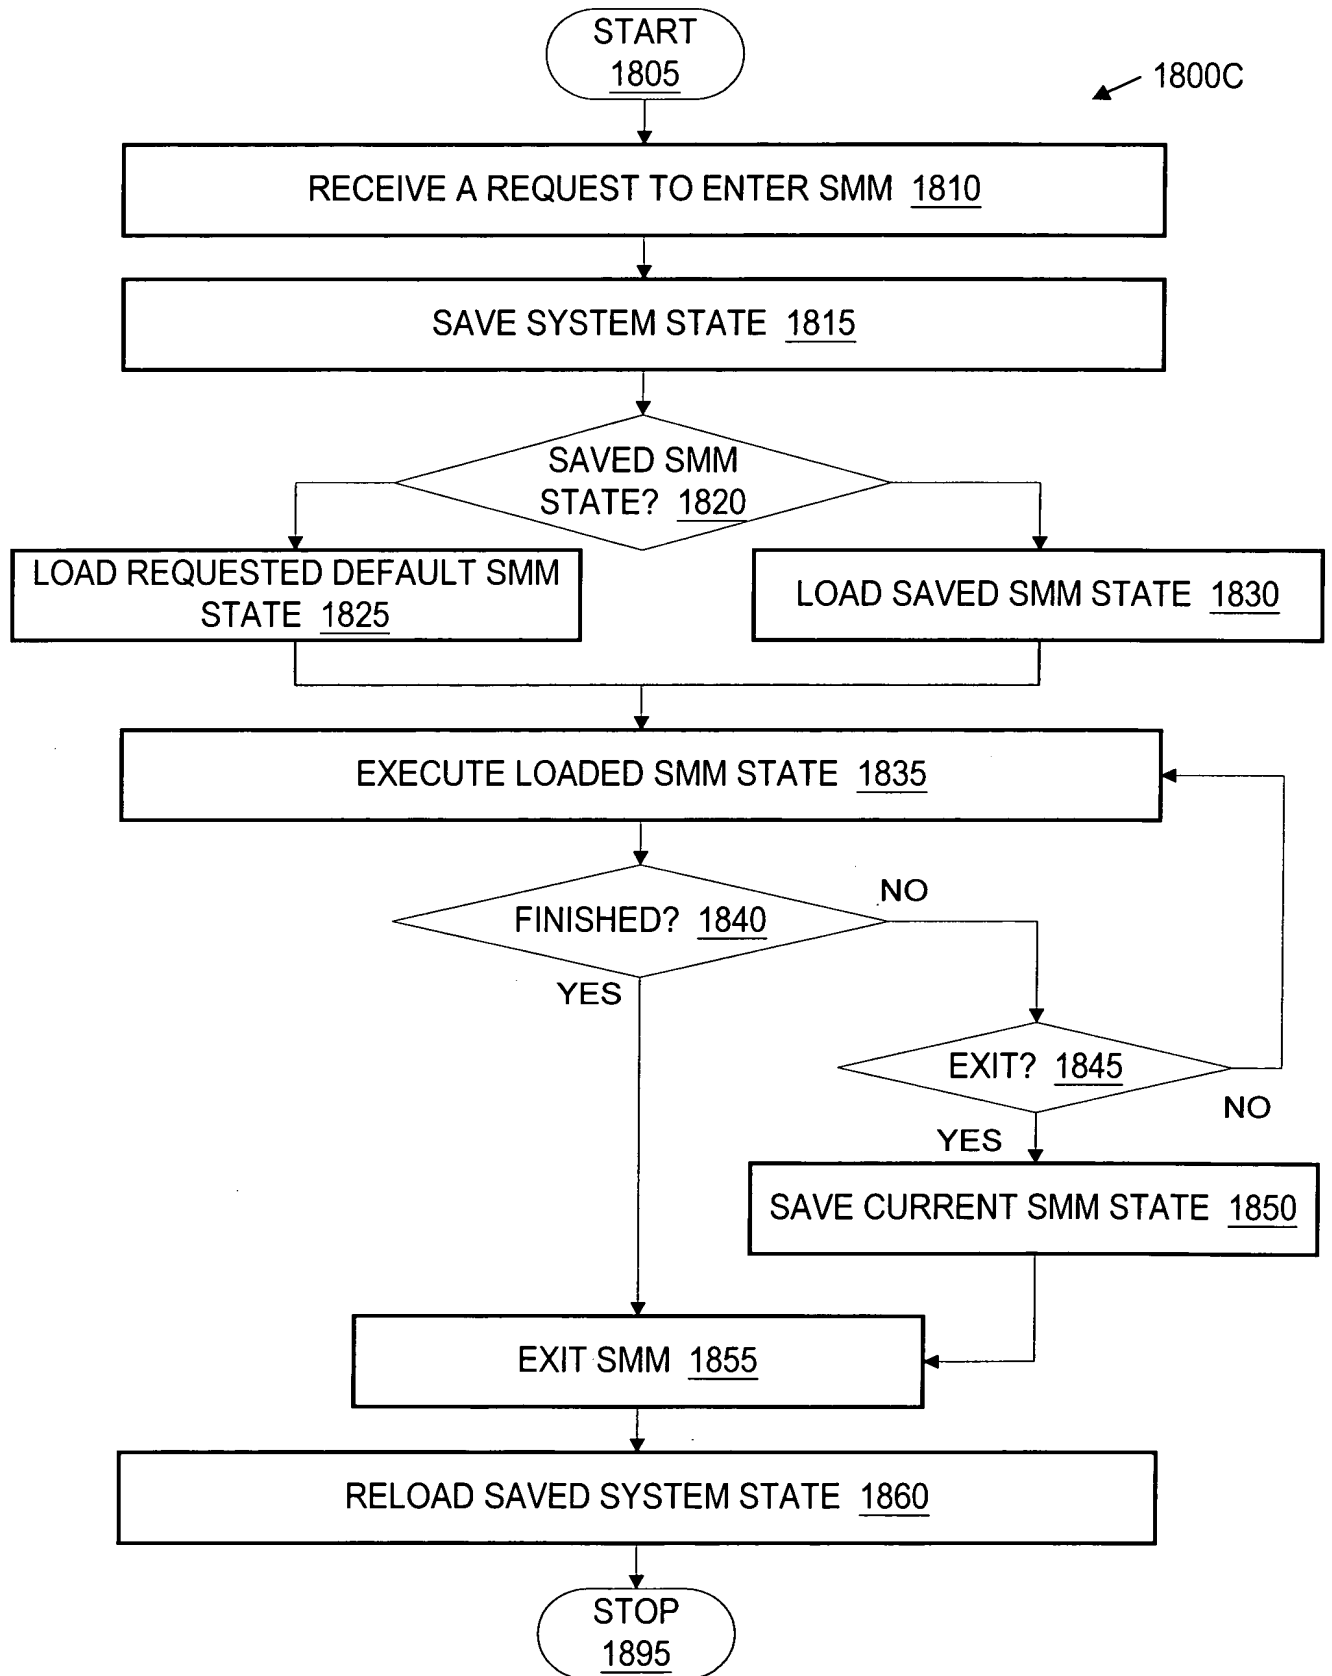 START
1805
1800C
RECEIVE A REQUEST TO ENTER SMM 1810
SAVE SYSTEM STATE 1815
SAVED SMM
STATE? 1820
LOAD REQUESTED DEFAULT SMM
STATE 1825
LOAD SAVED SMM STATE 1830
EXECUTE LOADED SMM STATE 1835
NO
FINISHED? 1840
YES
EXIT? 1845
NO
YES
SAVE CURRENT SMM STATE 1850
EXIT SMM 1855
RELOAD SAVED SYSTEM STATE 1860
STOP
1895